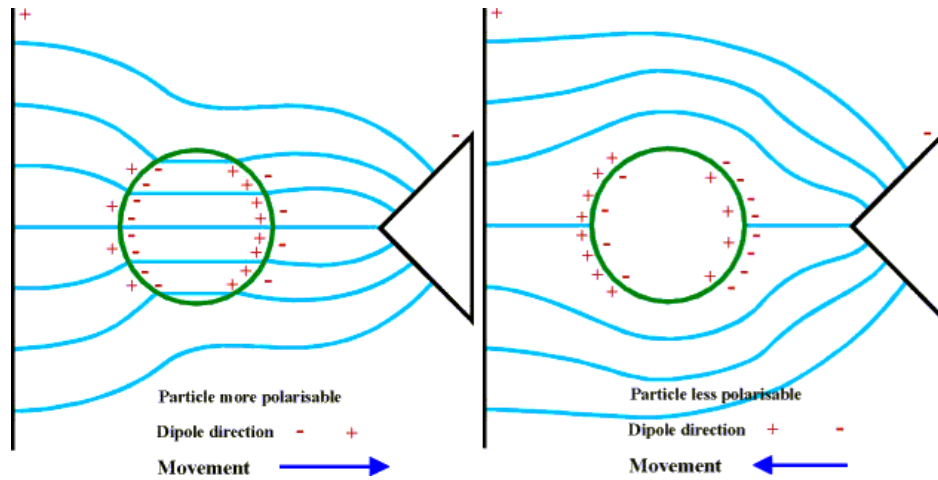 Particle more polarisable
Dipole direction - +
Movement
Particle less polarisable
Dipole direction + -
Movement